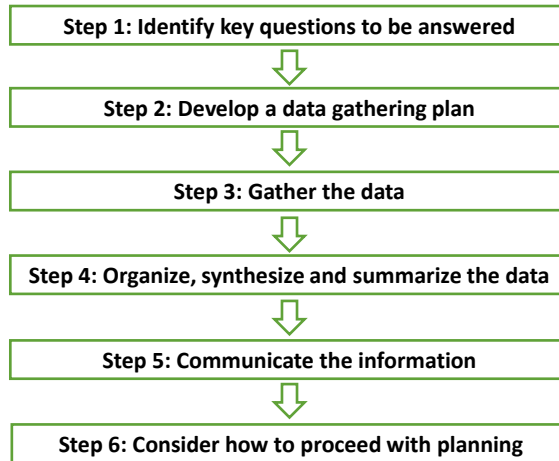 Step 1: Identify key questions to be answered
Step 2: Develop a data gathering plan
Step 3: Gather the data
Step 4: Organize, synthesize and summarize the data
Step 5: Communicate the information
Step 6: Consider how to proceed with planning